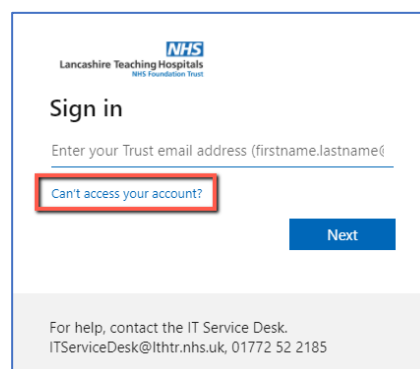 NHS
Lancashire Teaching Hospitals
NHS Foundation Trust
Sign in
Enter your Trust email address (firstname.lastname@
Can't access your account?
Next
For help, contact the IT Service Desk.
ITServiceDesk@lthtr.nhs.uk, 01772 52 2185